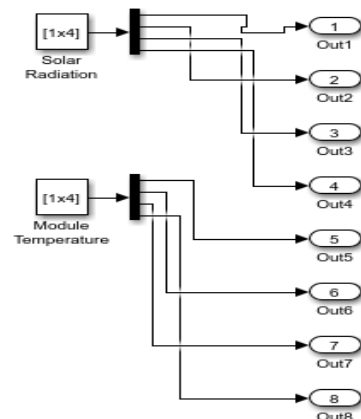 [1x4]
Solar
Radiation
1
Out1
2
Out2
3
Out3
4
Out4
[1x4]
Module
Temperature
5
Out5
6
Out6
7
Out7
8
Out8